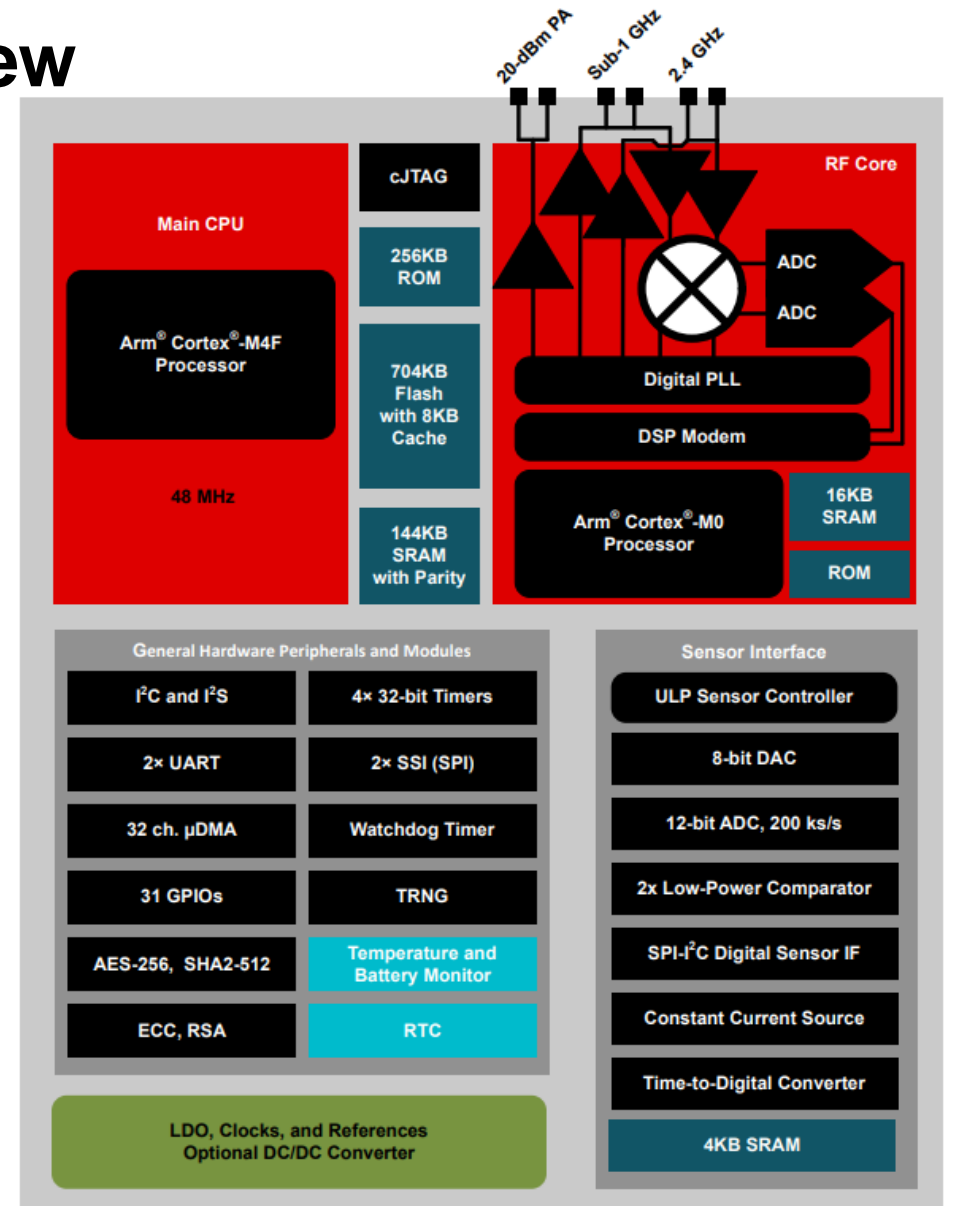 ew
20-dBm PA
Sub-1 GHz
2.4 GHz
Main CPU
Arm® Cortex®-M4F
Processor
48 MHz
cJTAG
256KB
ROM
704KB
Flash
with 8KB
Cache
144KB
SRAM
with Parity
RF Core
ADC
ADC
Digital PLL
DSP Modem
Arm® Cortex®-M0
Processor
16KB
SRAM
ROM
General Hardware Peripherals and Modules
I²C and I²S
4× 32-bit Timers
2× UART
2× SSI (SPI)
32 ch. µDMA
Watchdog Timer
31 GPIOs
TRNG
AES-256, SHA2-512
Temperature and
Battery Monitor
ECC, RSA
RTC
LDO, Clocks, and References
Optional DC/DC Converter
Sensor Interface
ULP Sensor Controller
8-bit DAC
12-bit ADC, 200 ks/s
2x Low-Power Comparator
SPI-I²C Digital Sensor IF
Constant Current Source
Time-to-Digital Converter
4KB SRAM